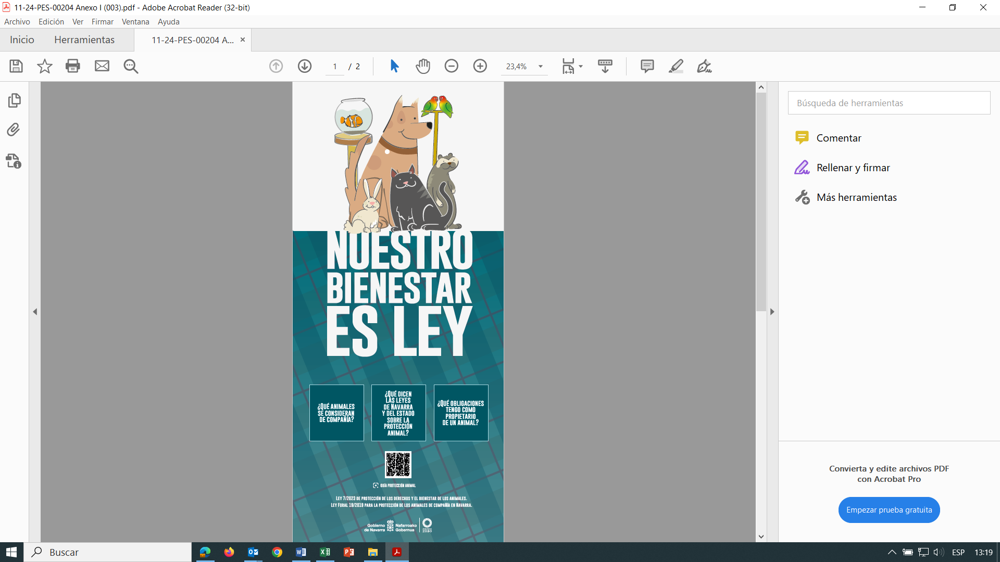 11-24-PES-00204 Anexo I (003).pdf - Adobe Acrobat Reader (32-bit)
Archivo Edición Ver Firmar Ventana Ayuda
Inicio Herramientas 11-24-PES-00204 A...
1 / 2 23,4%
Búsqueda de herramientas
Comentar
Rellenar y firmar
Más herramientas
Convierta y edite archivos PDF
con Acrobat Pro
Empezar prueba gratuita
NUESTRO
BIENESTAR
ES LEY
¿QUÉ ANIMALES
SE CONSIDERAN
DE COMPAÑÍA?
¿QUÉ DICEN
LAS LEYES
DE NAVARRA
Y DEL ESTADO
SOBRE LA
PROTECCIÓN
ANIMAL?
¿QUÉ OBLIGACIONES
TENGO COMO
PROPIETARIO
DE UN ANIMAL?
GUÍA PROTECCIÓN ANIMAL
LEY 7/2023 DE PROTECCIÓN DE LOS DERECHOS Y EL BIENESTAR DE LOS ANIMALES.
LEY FORAL 19/2019 PARA LA PROTECCIÓN DE LOS ANIMALES DE COMPAÑÍA EN NAVARRA.
Gobierno
de Navarra
Nafarroako
Gobernua
AGENDA
2030
Buscar
ESP 13:19